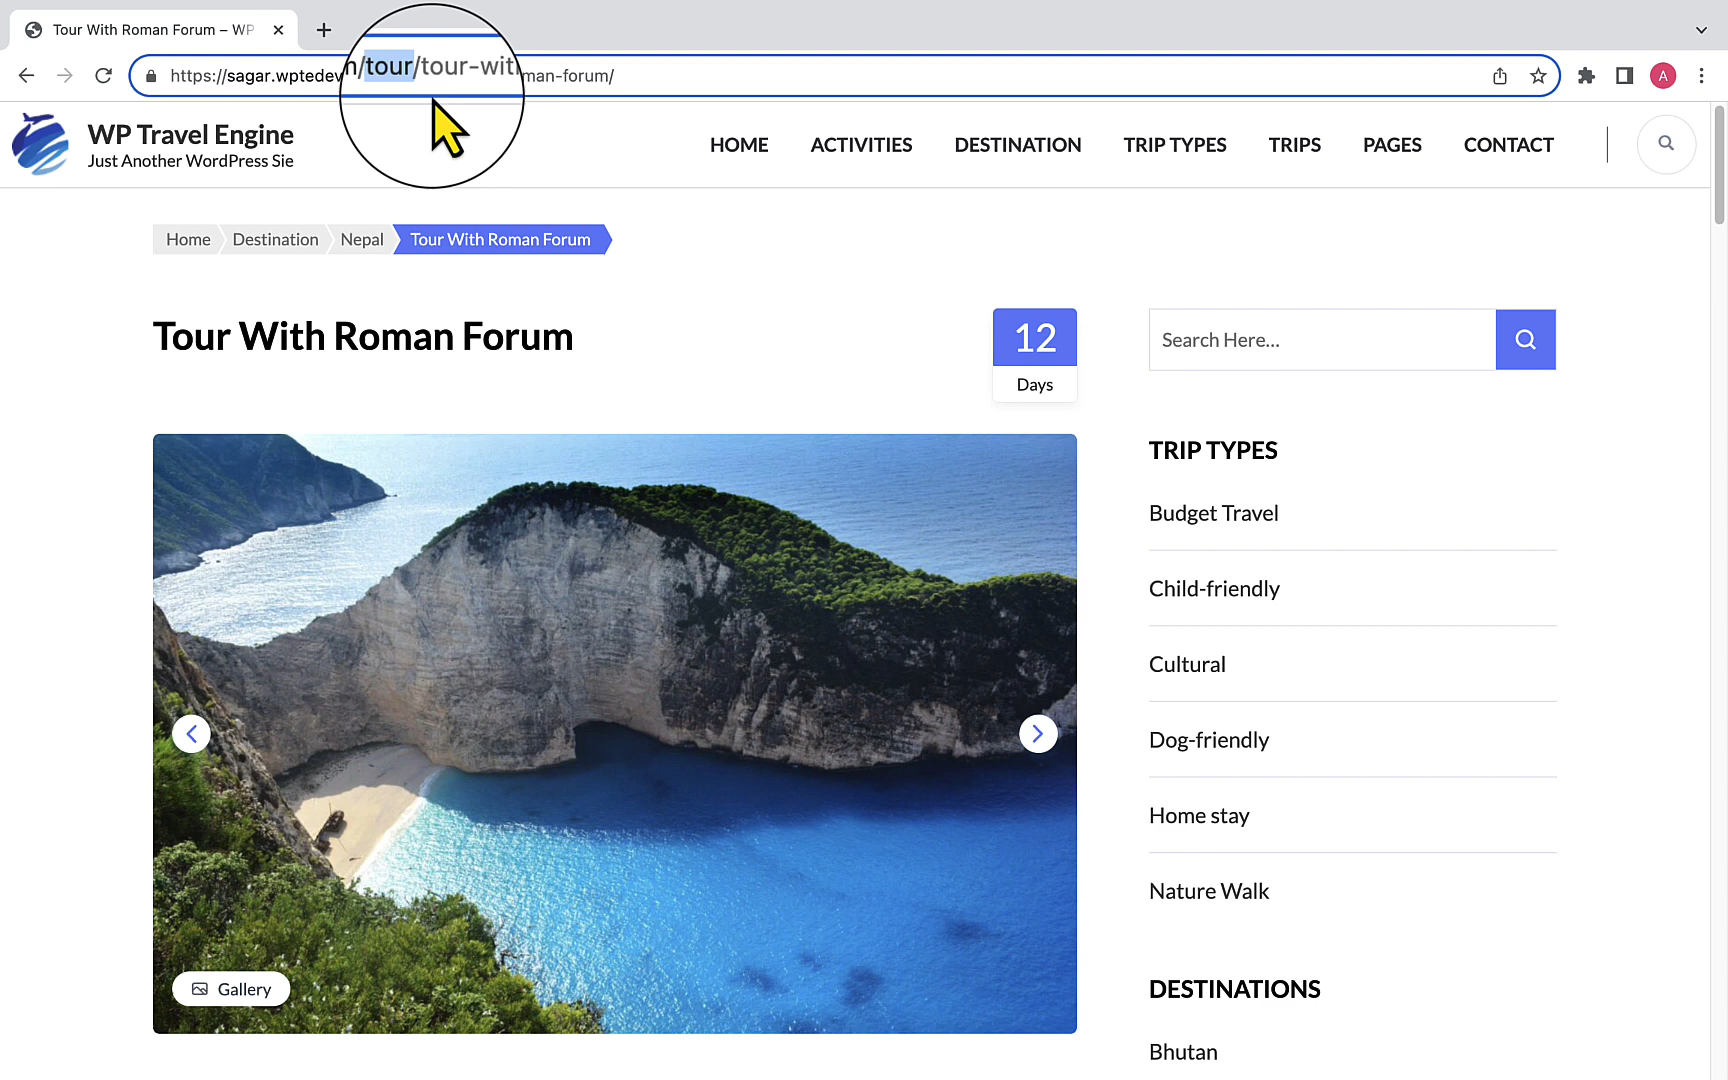 Tour With Roman Forum – WP
https://sagar.wptedev
n/tour/tour-with
man-forum/
A
WP Travel Engine
Just Another WordPress Sie
HOME ACTIVITIES DESTINATION TRIP TYPES TRIPS PAGES CONTACT
Home Destination Nepal Tour With Roman Forum
Tour With Roman Forum
12
Days
Search Here...
TRIP TYPES
Budget Travel
Child-friendly
Cultural
Dog-friendly
Home stay
Nature Walk
Gallery
DESTINATIONS
Bhutan